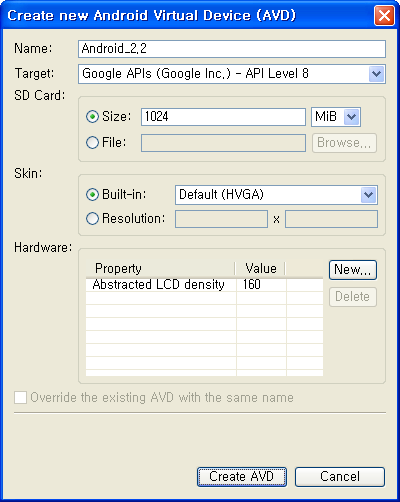 Create new Android Virtual Device (AVD)
Name: Android_2.2
Target: Google APIs (Google Inc.) - API Level 8
SD Card:
Size: 1024 MiB
File: Browse...
Skin:
Built-in: Default (HVGA)
Resolution: x
Hardware:
Property Value New...
Abstracted LCD density 160
Delete
Override the existing AVD with the same name
Create AVD Cancel